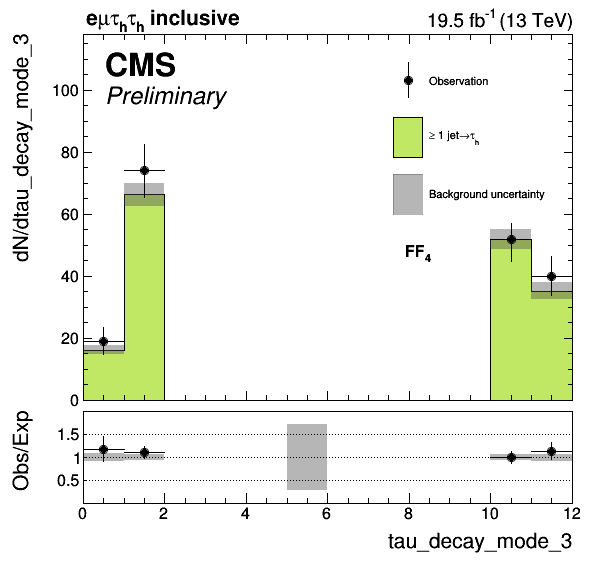 eμτₕτₕ inclusive
19.5 fb⁻¹ (13 TeV)
CMS
Preliminary
Observation
≥ 1 jet→τₕ
Background uncertainty
FF₄
dN/dtau_decay_mode_3
100
80
60
40
20
0
Obs/Exp
1.5
1
0.5
0 2 4 6 8 10 12
tau_decay_mode_3